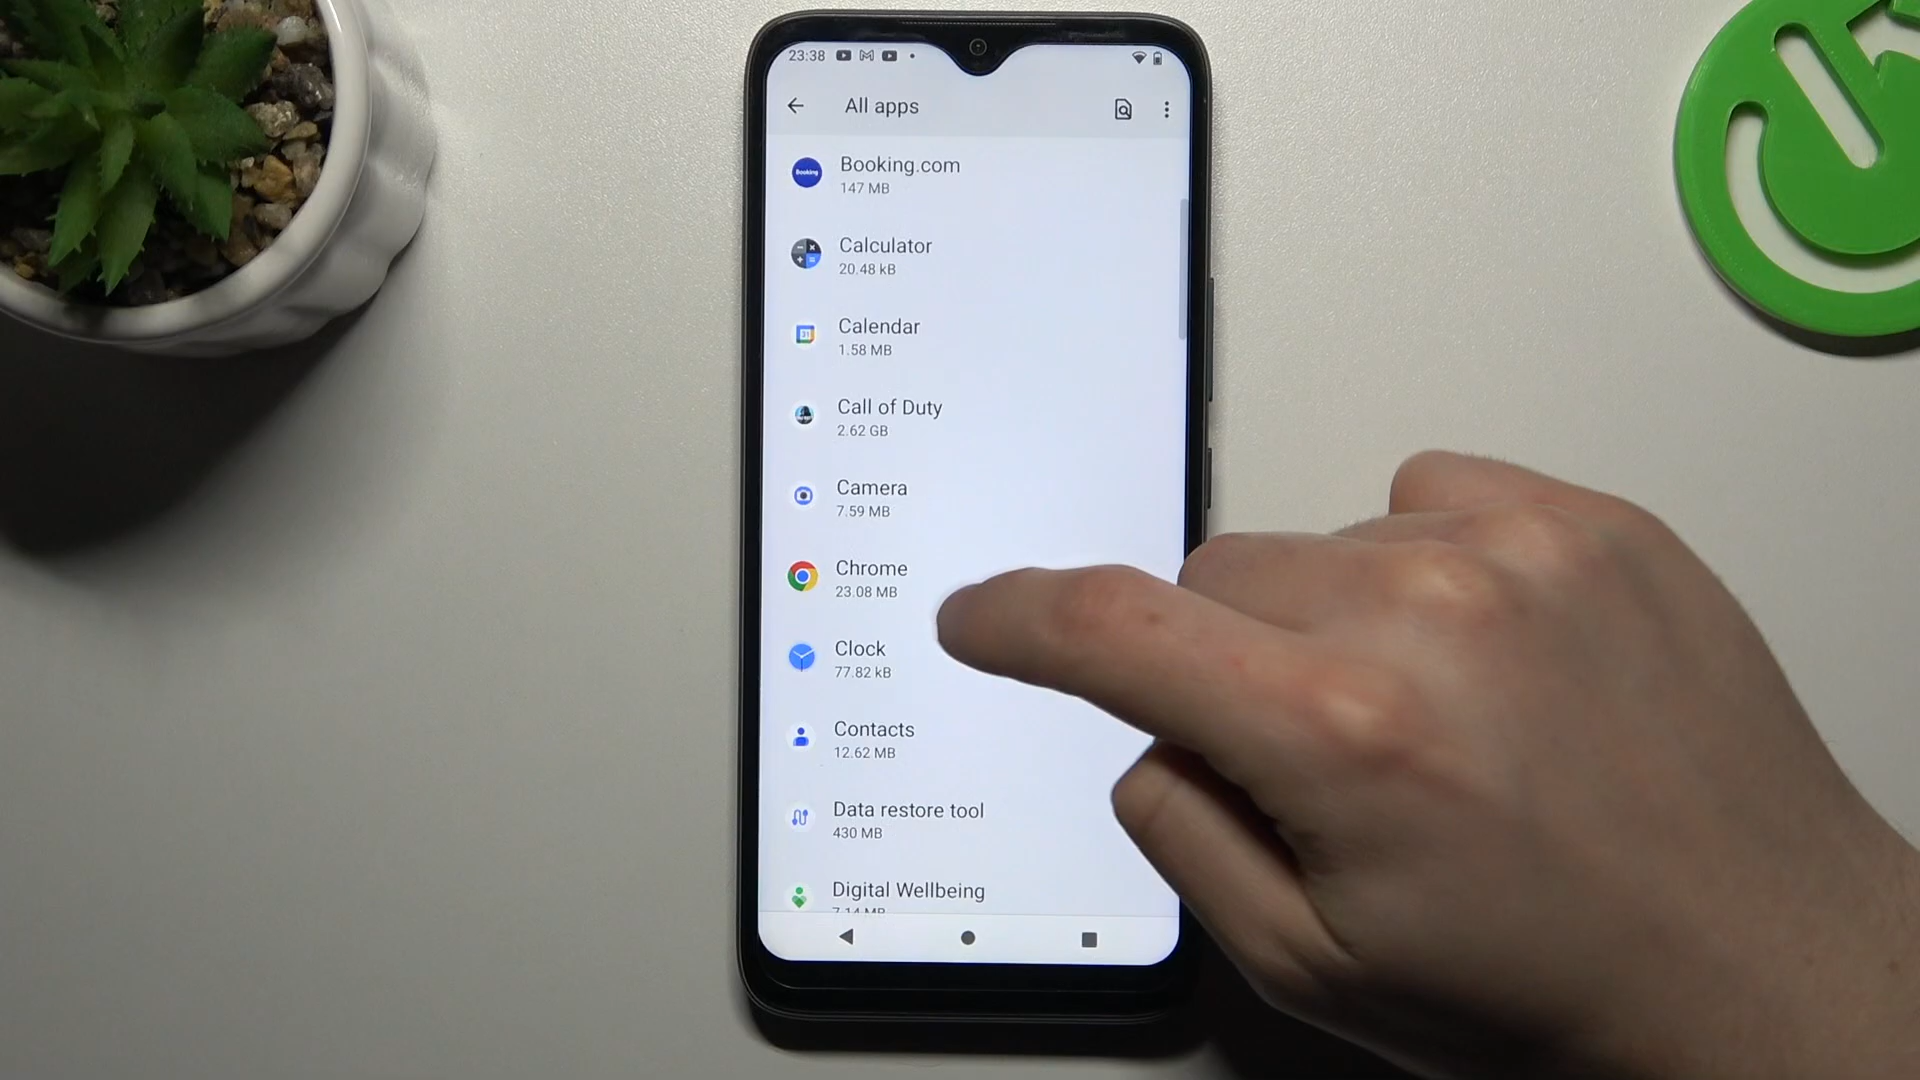 23:38
All apps
Booking
Booking.com
147 MB
Calculator
20.48 kB
31
Calendar
1.58 MB
Call of Duty
2.62 GB
Camera
7.59 MB
Chrome
23.08 MB
Clock
77.82 kB
Contacts
12.62 MB
Data restore tool
430 MB
Digital Wellbeing
7.14 MB